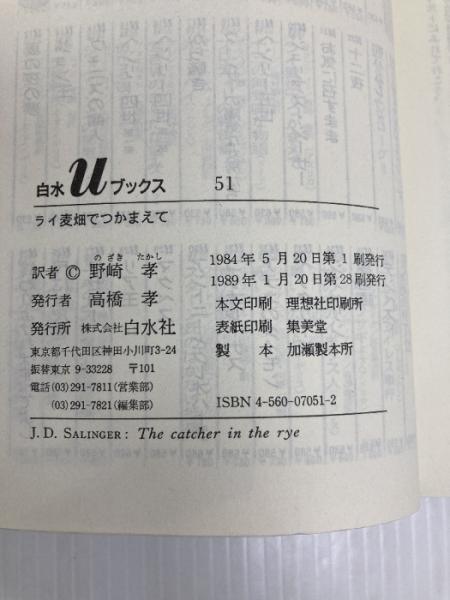 白水uブックス 51
ライ麦畑でつかまえて
のざき たかし
訳者 © 野崎 孝
発行者 高橋 孝
発行所 株式会社白水社
東京都千代田区神田小川町3-24
振替東京 9-33228 〒101
電話(03)291-7811(営業部)
(03)291-7821(編集部)
1984年5月20日第1刷発行
1989年1月20日第28刷発行
本文印刷 理想社印刷所
表紙印刷 集美堂
製本 加瀬製本所
ISBN4-560-07051-2
J. D. SALINGER: The catcher in the rye